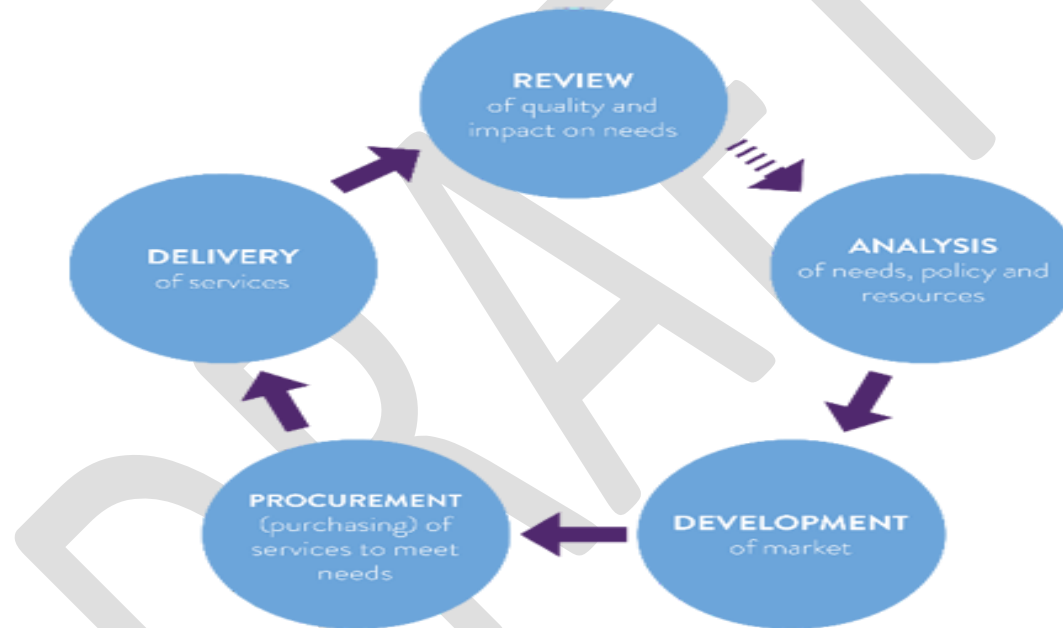 REVIEW
of quality and
impact on needs
ANALYSIS
of needs, policy and
resources
DEVELOPMENT
of market
PROCUREMENT
(purchasing) of
services to meet
needs
DELIVERY
of services
DRAFT